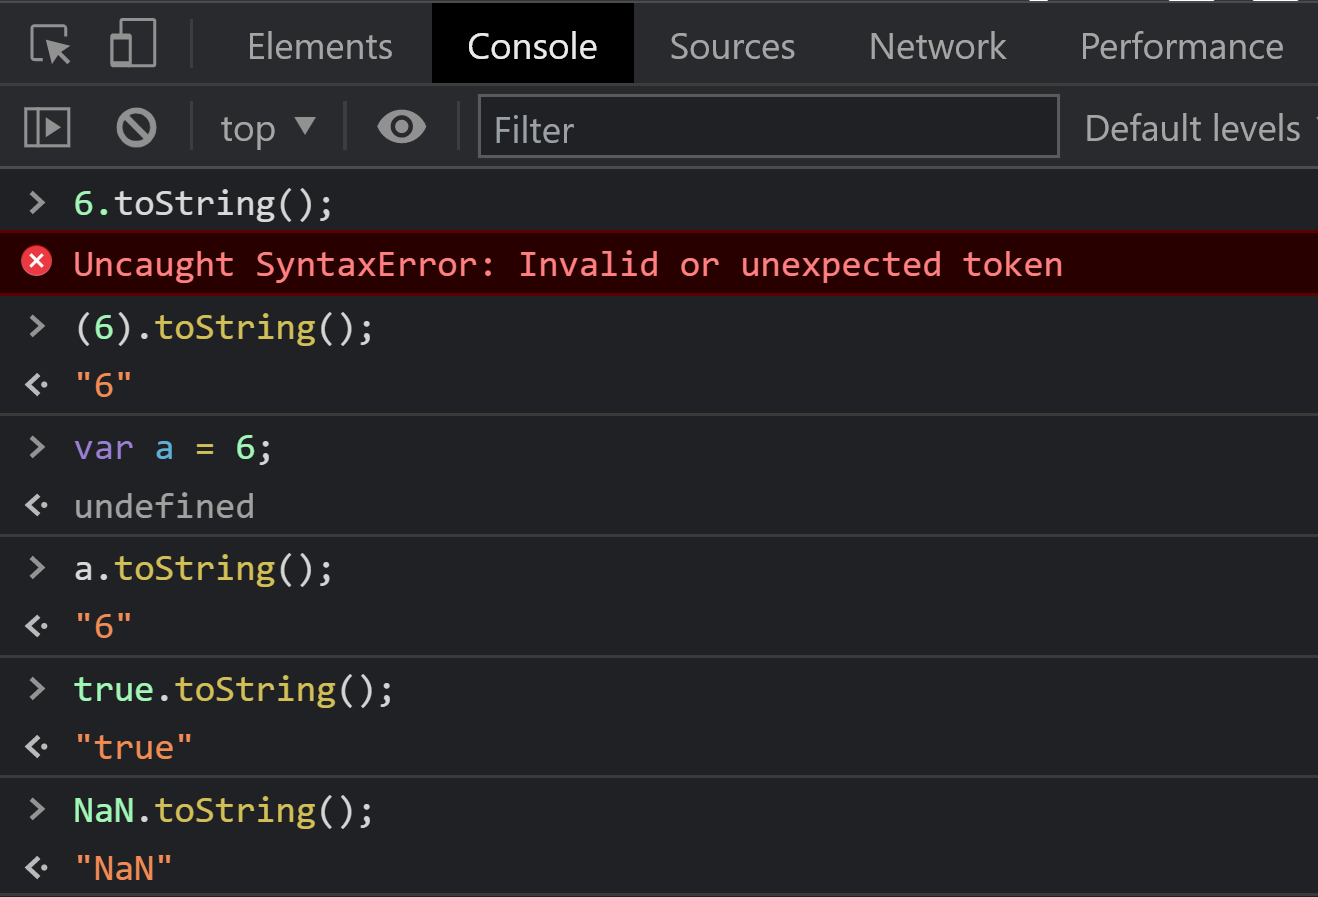 Elements Console Sources Network Performance
top Filter Default levels
6.toString();
Uncaught SyntaxError: Invalid or unexpected token
(6).toString();
"6"
var a = 6;
undefined
a.toString();
"6"
true.toString();
"true"
NaN.toString();
"NaN"